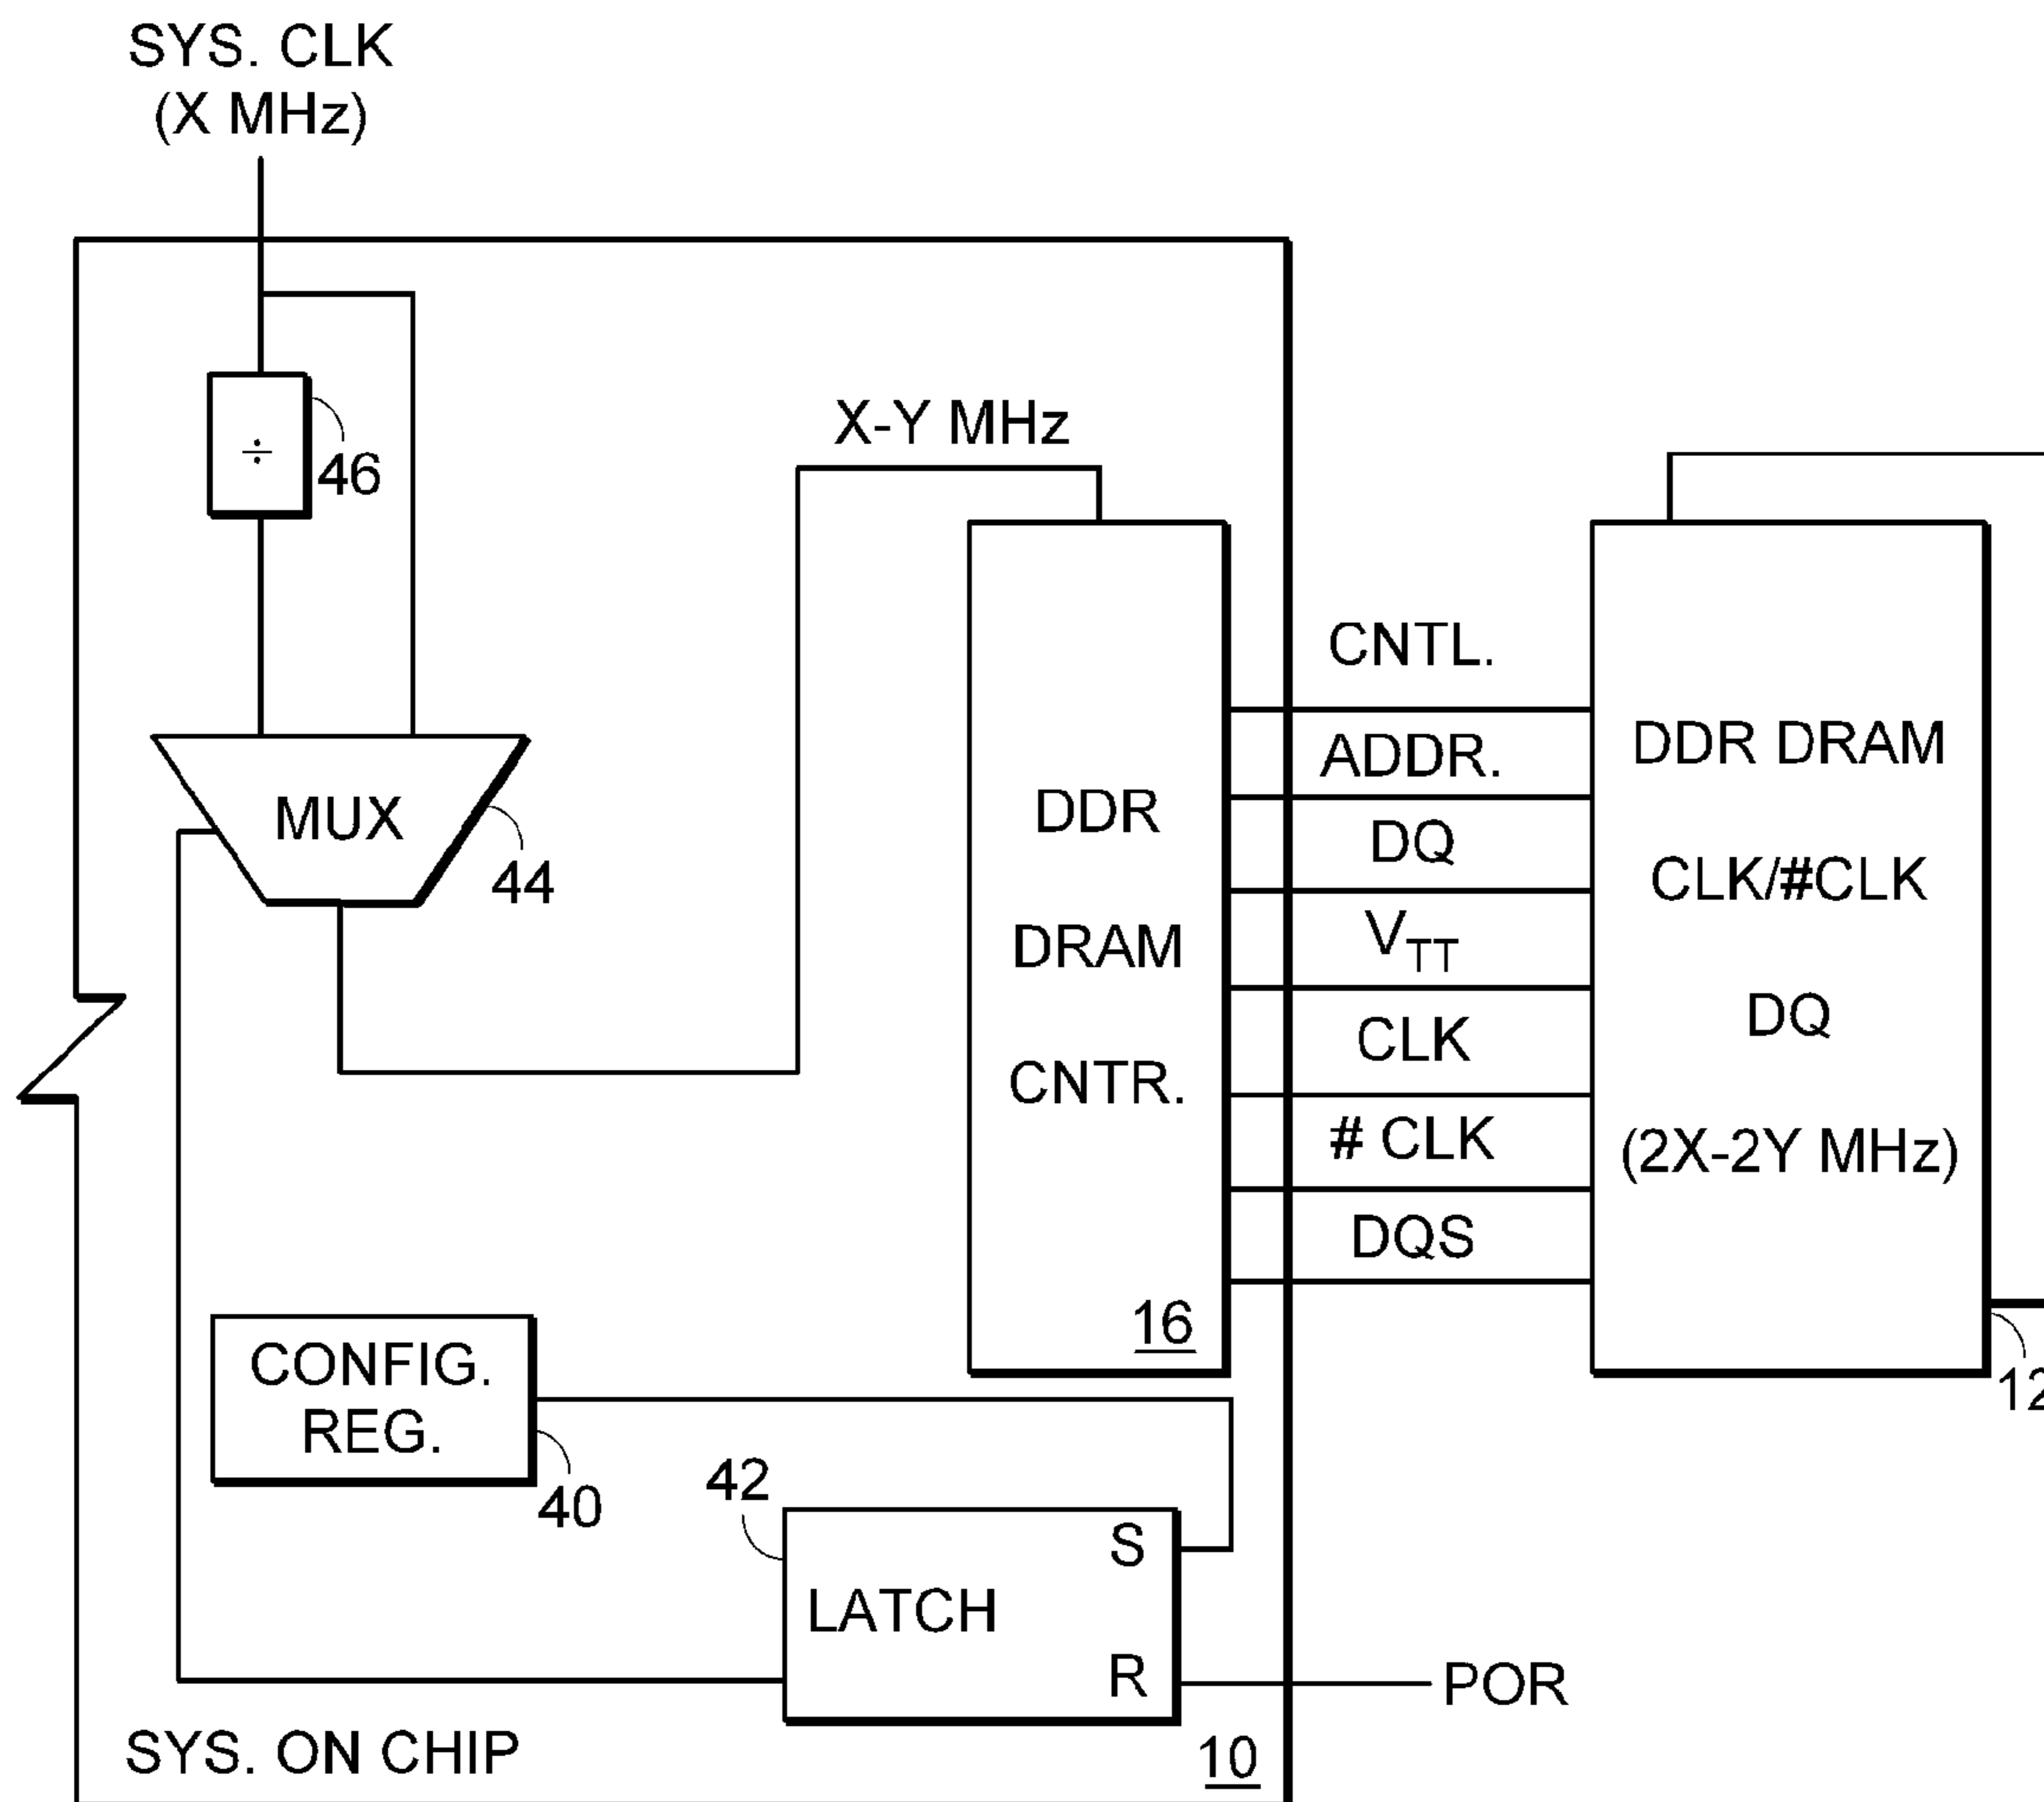 SYS. CLK
(X MHz)
÷
46
X-Y MHz
MUX
44
DDR
DRAM
CNTR.
16
CNTL.
ADDR.
DQ
VTT
CLK
# CLK
DQS
DDR DRAM
CLK/#CLK
DQ
(2X-2Y MHz)
12
CONFIG.
REG.
40
42
S
LATCH
R
POR
SYS. ON CHIP
10